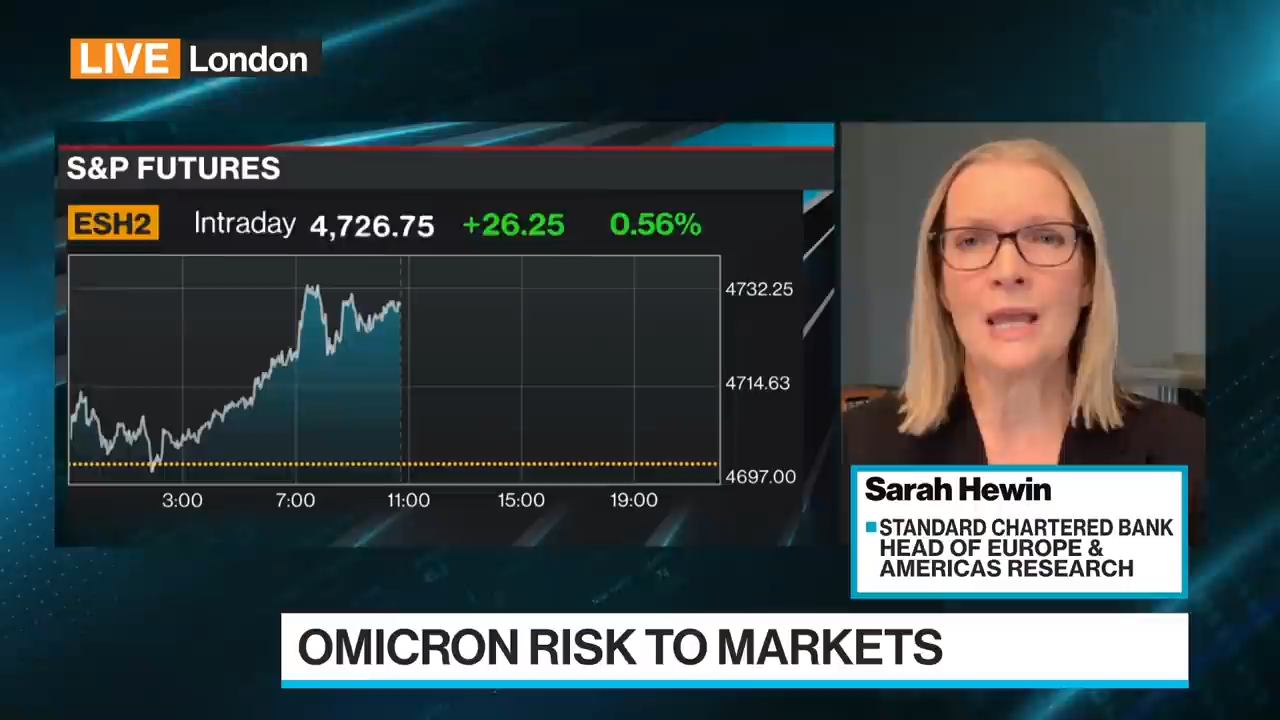 LIVE London
S&P FUTURES
ESH2 Intraday 4,726.75 +26.25 0.56%
4732.25
4714.63
4697.00
3:00 7:00 11:00 15:00 19:00
Sarah Hewin
STANDARD CHARTERED BANK
HEAD OF EUROPE &
AMERICAS RESEARCH
OMICRON RISK TO MARKETS